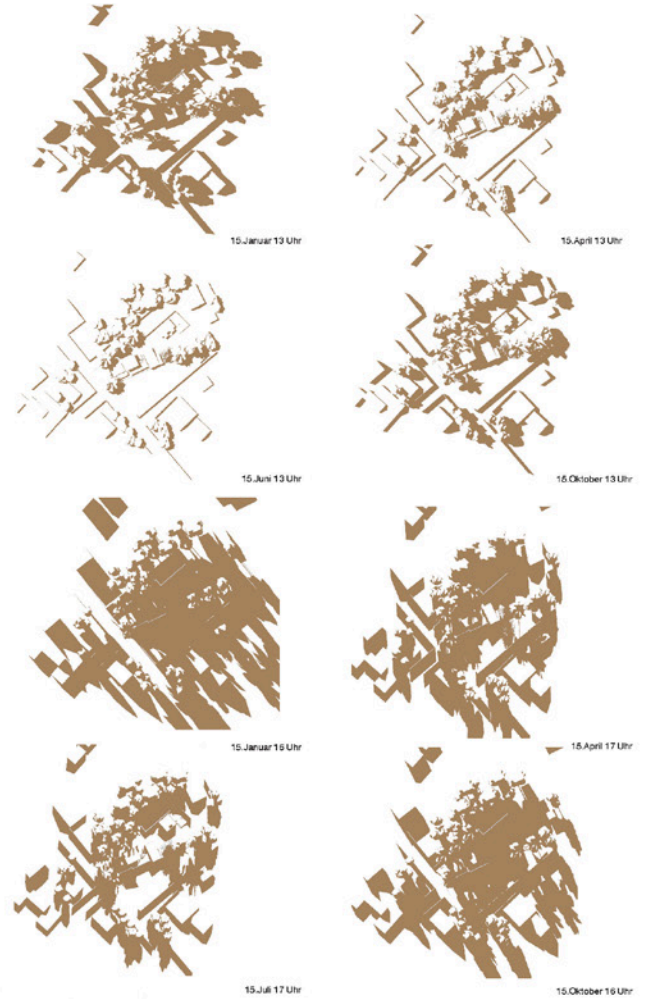 15.Januar 13 Uhr
15.April 13 Uhr
15.Juni 13 Uhr
15.Oktober 13 Uhr
15.Januar 16 Uhr
15.April 17 Uhr
15.Juli 17 Uhr
15.Oktober 16 Uhr